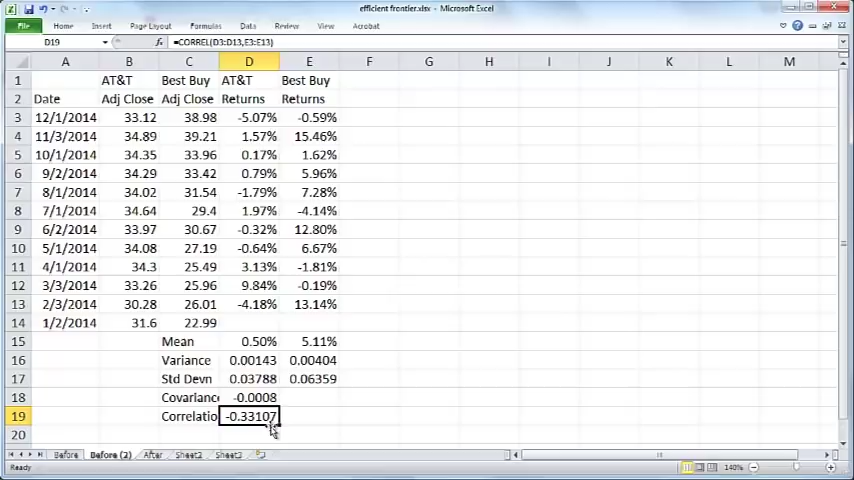 efficient frontier.xlsx - Microsoft Excel
File Home Insert Page Layout Formulas Data Review View Acrobat
D19 fx =CORREL(D3:D13,E3:E13)
A B C D E F G H I J K L M
1 AT&T Best Buy AT&T Best Buy
2 Date Adj Close Adj Close Returns Returns
3 12/1/2014 33.12 38.98 -5.07% -0.59%
4 11/3/2014 34.89 39.21 1.57% 15.46%
5 10/1/2014 34.35 33.96 0.17% 1.62%
6 9/2/2014 34.29 33.42 0.79% 5.96%
7 8/1/2014 34.02 31.54 -1.79% 7.28%
8 7/1/2014 34.64 29.4 1.97% -4.14%
9 6/2/2014 33.97 30.67 -0.32% 12.80%
10 5/1/2014 34.08 27.19 -0.64% 6.67%
11 4/1/2014 34.3 25.49 3.13% -1.81%
12 3/3/2014 33.26 25.96 9.84% -0.19%
13 2/3/2014 30.28 26.01 -4.18% 13.14%
14 1/2/2014 31.6 22.99
15 Mean 0.50% 5.11%
16 Variance 0.00143 0.00404
17 Std Devn 0.03788 0.06359
18 Covariance -0.0008
19 Correlatio -0.33107
20
Before Before (2) After Sheet2 Sheet3
Ready 140%